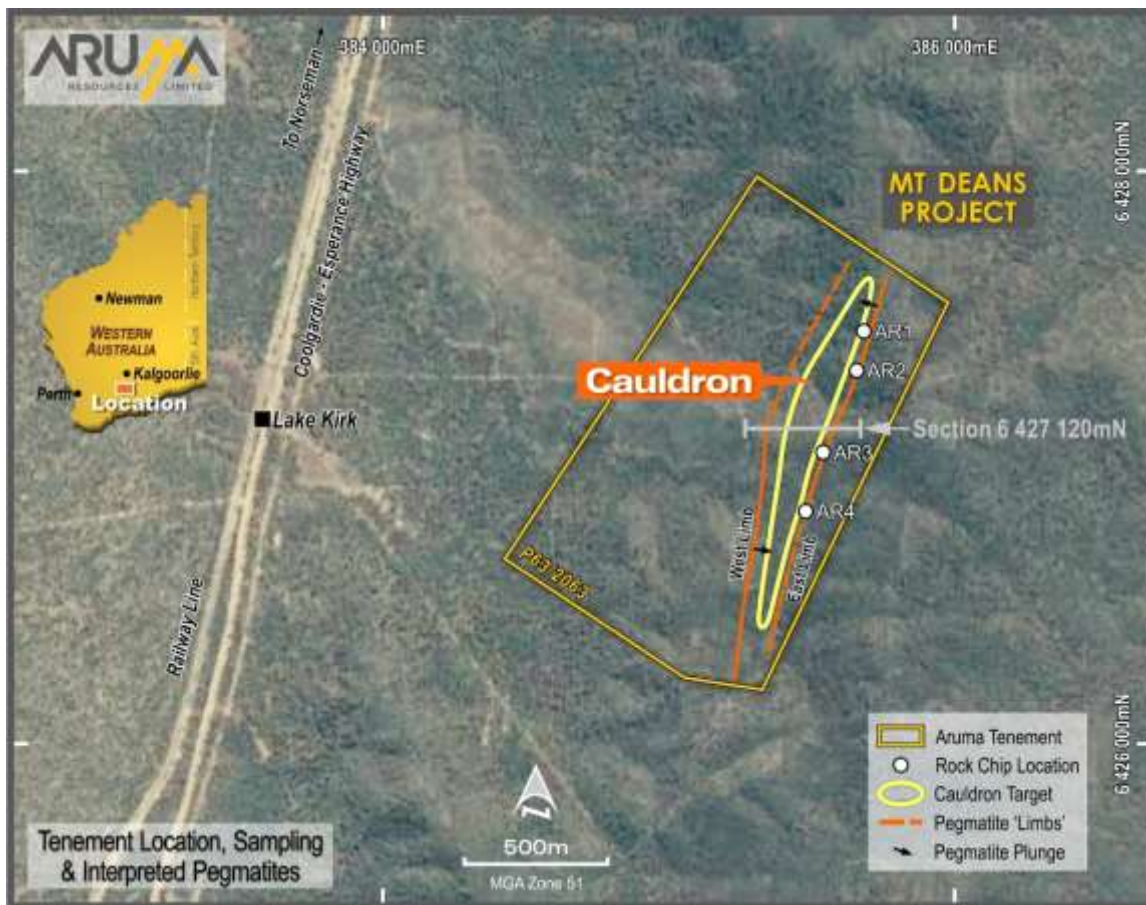 ARUMA
RESOURCES LIMITED
To Norseman
384 000mE
386 000mE
6 428 000mN
MT DEANS
PROJECT
Coolgardie - Esperance Highway
Newman
WESTERN
AUSTRALIA
Kalgoorlie
Perth
Location
Cauldron
AR1
AR2
Lake Kirk
Section 6 427 120mN
AR3
AR4
West Limb
East Limb
P63 2063
Railway Line
6 426 000mN
Aruma Tenement
Rock Chip Location
Cauldron Target
Pegmatite 'Limbs'
Pegmatite Plunge
Tenement Location, Sampling
& Interpreted Pegmatites
500m
MGA Zone 51